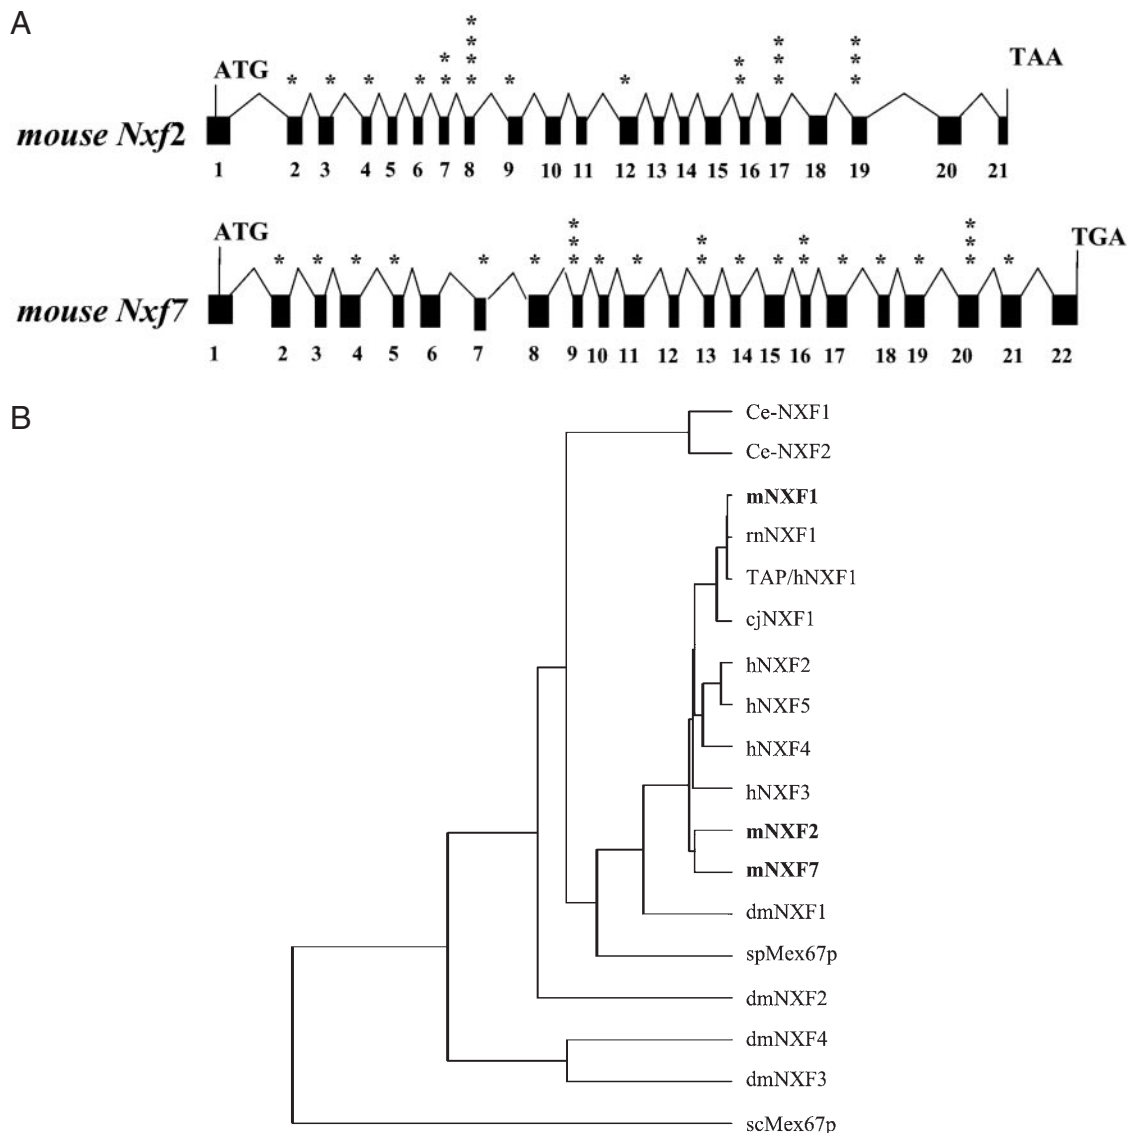 A
* * * * * * * * * * * * * * * * * * * * *
ATG
TAA
mouse Nxf2
1 2 3 4 5 6 7 8 9 10 11 12 13 14 15 16 17 18 19 20 21
* * * * * * * * * * * * * * * * * * * * * * * *
ATG
TGA
mouse Nxf7
1 2 3 4 5 6 7 8 9 10 11 12 13 14 15 16 17 18 19 20 21 22
B
Ce-NXF1
Ce-NXF2
mNXF1
rnNXF1
TAP/hNXF1
cjNXF1
hNXF2
hNXF5
hNXF4
hNXF3
mNXF2
mNXF7
dmNXF1
spMex67p
dmNXF2
dmNXF4
dmNXF3
scMex67p